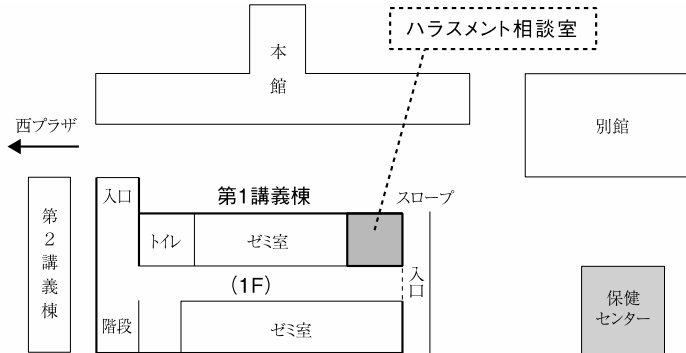 ハラスメント相談室
本館
別館
西プラザ
入口
第1講義棟
スロープ
第2講義棟
トイレ
ゼミ室
(1F)
入口
階段
ゼミ室
保健
センター